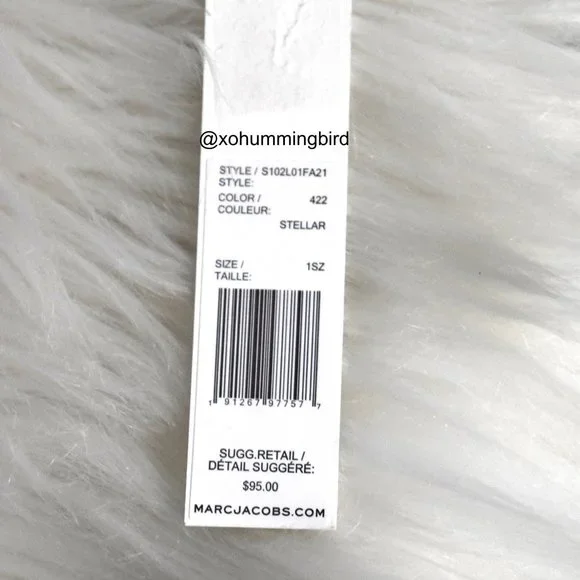 @xohummingbird
STYLE / S102L01FA21
STYLE:
COLOR / 422
COULEUR:
STELLAR
SIZE / 1SZ
TAILLE:
1 91267 97757 7
SUGG.RETAIL /
DÉTAIL SUGGÉRÉ:
$95.00
MARCJACOBS.COM